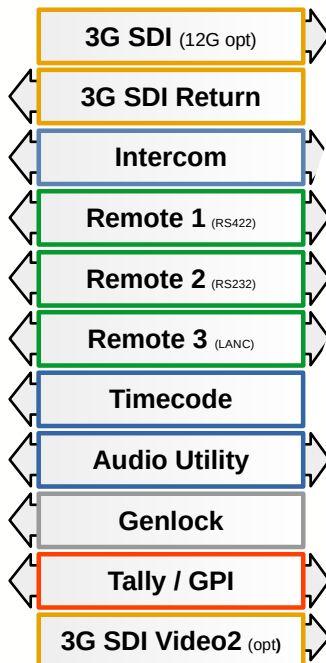 3G SDI (12G opt)
3G SDI Return
Intercom
Remote 1 (RS422)
Remote 2 (RS232)
Remote 3 (LANC)
Timecode
Audio Utility
Genlock
Tally / GPI
3G SDI Video2 (opt)